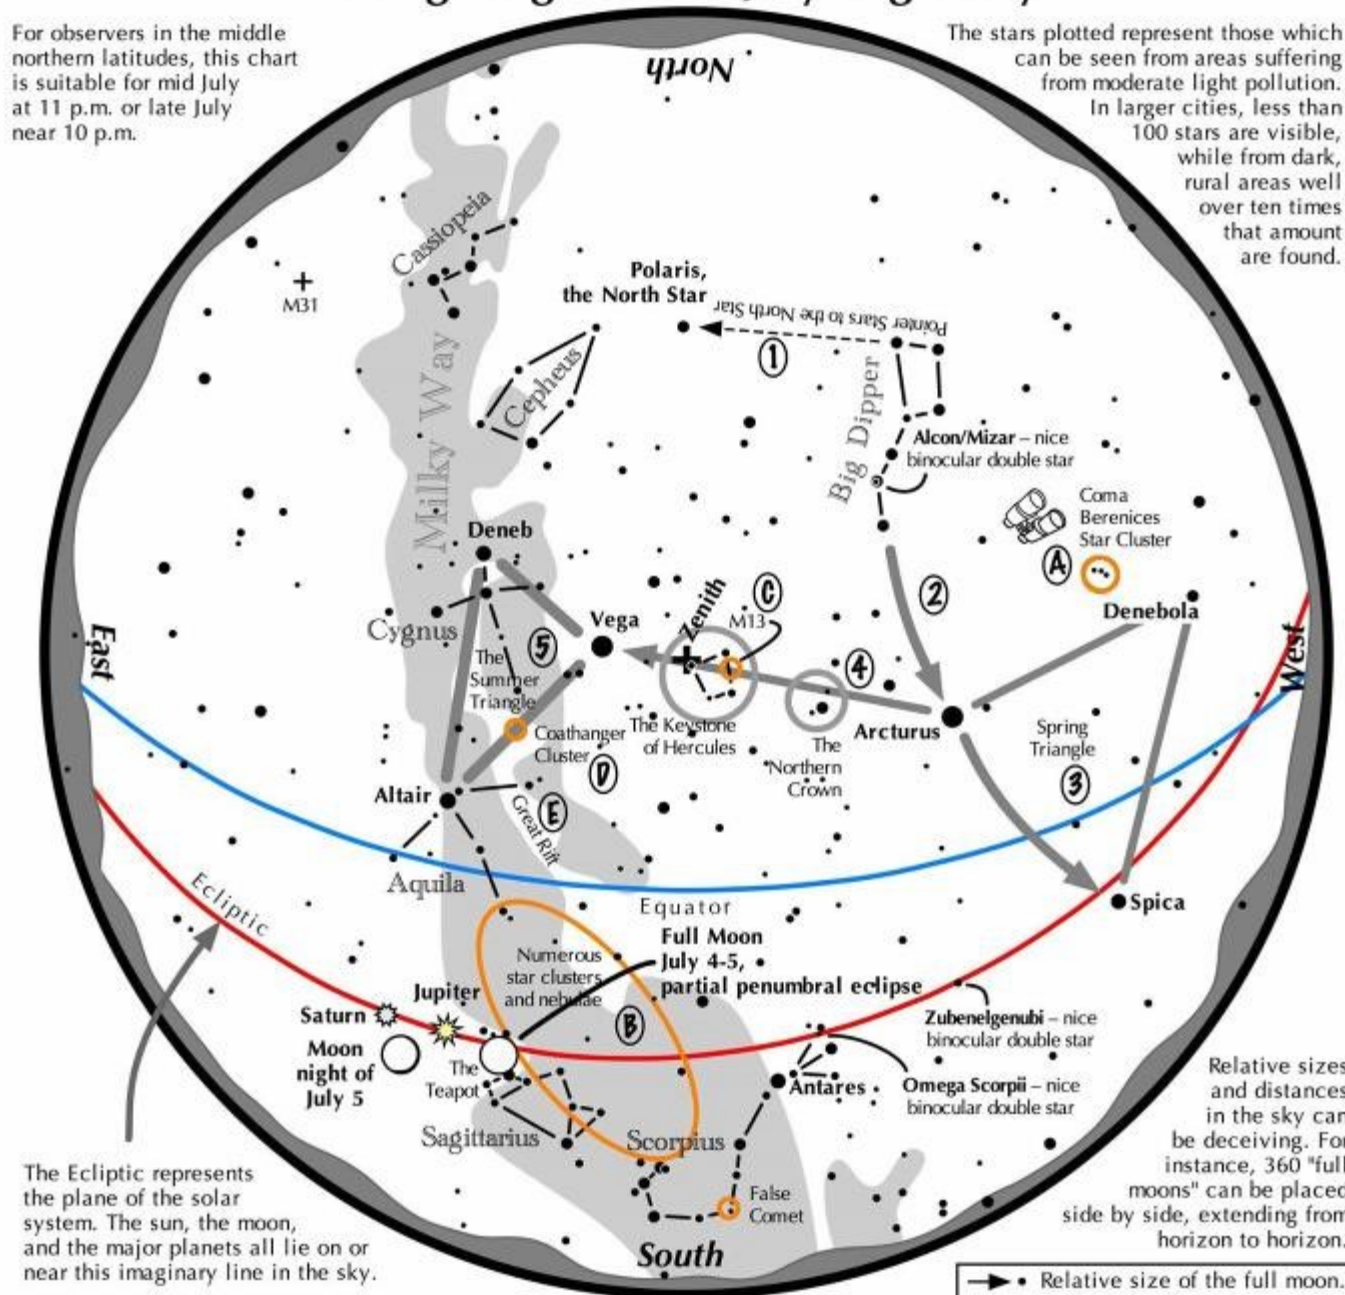 For observers in the middle
northern latitudes, this chart
is suitable for mid July
at 11 p.m. or late July
near 10 p.m.
The stars plotted represent those which
can be seen from areas suffering
from moderate light pollution.
In larger cities, less than
100 stars are visible,
while from dark,
rural areas well
over ten times
that amount
are found.
North
Cassiopeia
M31
Polaris,
the North Star
Pointer Stars to the North Star
1
Cepheus
Milky Way
Big Dipper
Alcon/Mizar – nice
binocular double star
Coma
Berenices
Star Cluster
A
Deneb
2
Denebola
Zenith
C
M13
Vega
Cygnus
5
4
East
West
The
Summer
Triangle
Coathanger
Cluster
D
The Keystone
of Hercules
The
Northern
Crown
Arcturus
Spring
Triangle
3
Altair
E
Great Rift
Aquila
Ecliptic
Equator
Spica
Full Moon
July 4-5,
partial penumbral eclipse
Numerous
star clusters
and nebulae
B
Jupiter
Saturn
Moon
night of
July 5
The
Teapot
Zubenelgenubi – nice
binocular double star
Antares
Omega Scorpii – nice
binocular double star
Sagittarius
Scorpius
False
Comet
South
The Ecliptic represents
the plane of the solar
system. The sun, the moon,
and the major planets all lie on or
near this imaginary line in the sky.
Relative sizes
and distances
in the sky can
be deceiving. For
instance, 360 "full
moons" can be placed
side by side, extending from
horizon to horizon.
Relative size of the full moon.